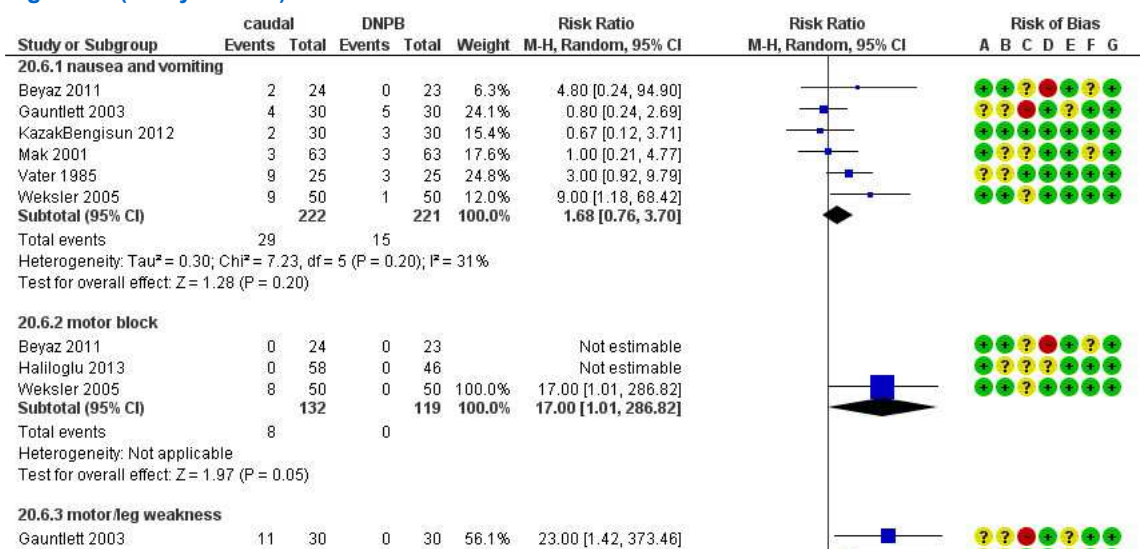 caudal DNPB Risk Ratio Risk Ratio Risk of Bias
Study or Subgroup Events Total Events Total Weight M-H, Random, 95% CI M-H, Random, 95% CI A B C D E F G
20.6.1 nausea and vomiting
Beyaz 2011 2 24 0 23 6.3% 4.80 [0.24, 94.90] + + ? - + ? +
Gauntlett 2003 4 30 5 30 24.1% 0.80 [0.24, 2.69] ? ? - + ? + +
KazakBengisun 2012 2 30 3 30 15.4% 0.67 [0.12, 3.71] + + + + + + +
Mak 2001 3 63 3 63 17.6% 1.00 [0.21, 4.77] + ? ? + + ? +
Vater 1985 9 25 3 25 24.8% 3.00 [0.92, 9.79] ? ? + + + + +
Weksler 2005 9 50 1 50 12.0% 9.00 [1.18, 68.42] + + ? + + + +
Subtotal (95% CI) 222 221 100.0% 1.68 [0.76, 3.70]
Total events 29 15
Heterogeneity: Tau² = 0.30; Chi² = 7.23, df = 5 (P = 0.20); I² = 31%
Test for overall effect: Z = 1.28 (P = 0.20)
20.6.2 motor block
Beyaz 2011 0 24 0 23 Not estimable + + ? - + ? +
Haliloglu 2013 0 58 0 46 Not estimable + ? ? ? + + +
Weksler 2005 8 50 0 50 100.0% 17.00 [1.01, 286.82] + + ? + + + +
Subtotal (95% CI) 132 119 100.0% 17.00 [1.01, 286.82]
Total events 8 0
Heterogeneity: Not applicable
Test for overall effect: Z = 1.97 (P = 0.05)
20.6.3 motor/leg weakness
Gauntlett 2003 11 30 0 30 56.1% 23.00 [1.42, 373.46] ? ? - + ? + +